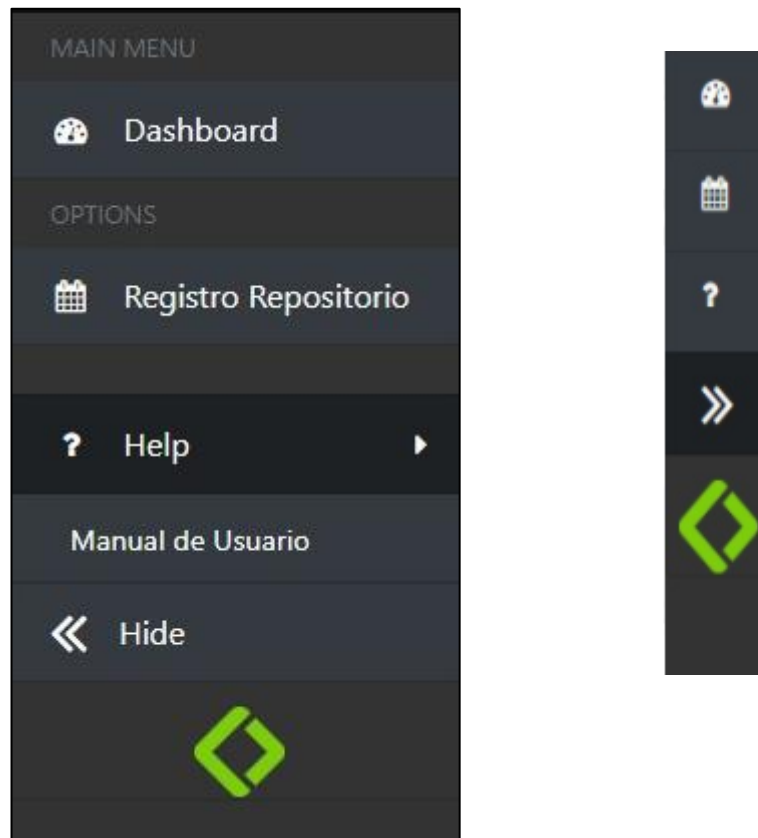 MAIN MENU
Dashboard
OPTIONS
Registro Repositorio
? Help
Manual de Usuario
Hide
?